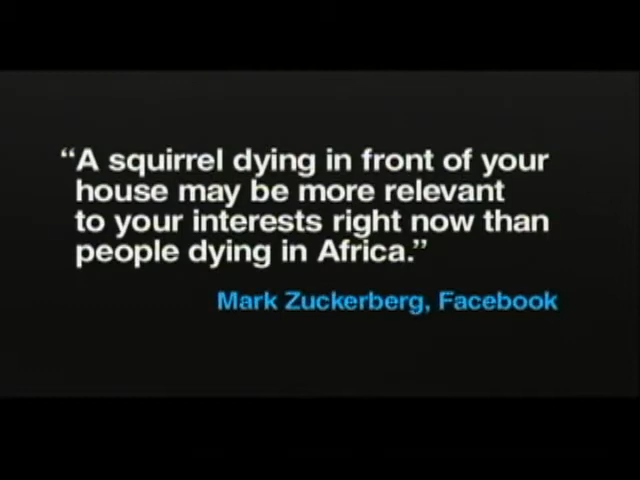 “A squirrel dying in front of your
house may be more relevant
to your interests right now than
people dying in Africa.”
Mark Zuckerberg, Facebook